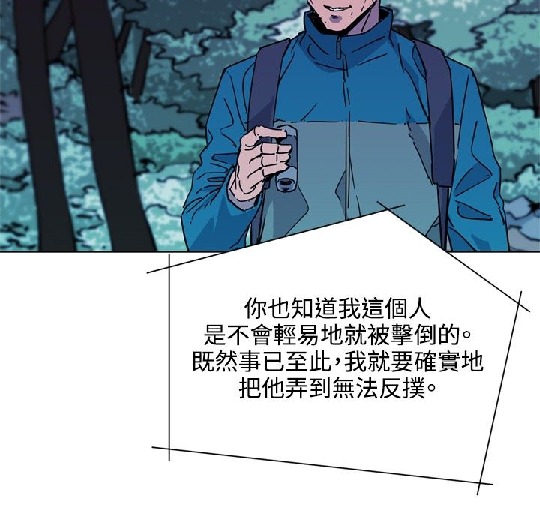 你也知道我這個人
是不會輕易地就被擊倒的。
既然事已至此，我就要確實地
把他弄到無法反撲。